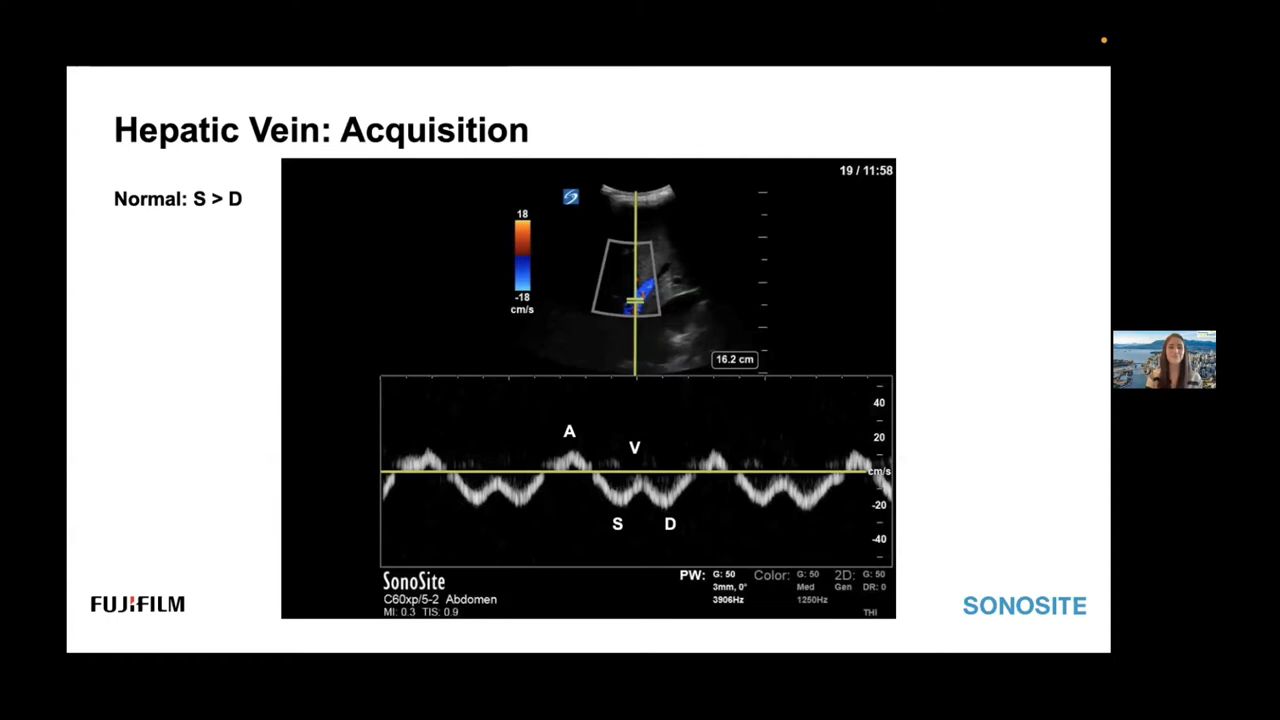 Hepatic Vein: Acquisition
Normal: S > D
19 / 11:58
18
-18
cm/s
16.2 cm
A
V
S
D
40
20
cm/s
-20
-40
SonoSite
C60xp/5-2 Abdomen
MI: 0.3 TIS: 0.9
PW: G: 50
3mm, 0°
3906Hz
Color: G: 50
Med
1250Hz
2D: G: 50
Gen DR: 0
THI
FUJIFILM
SONOSITE